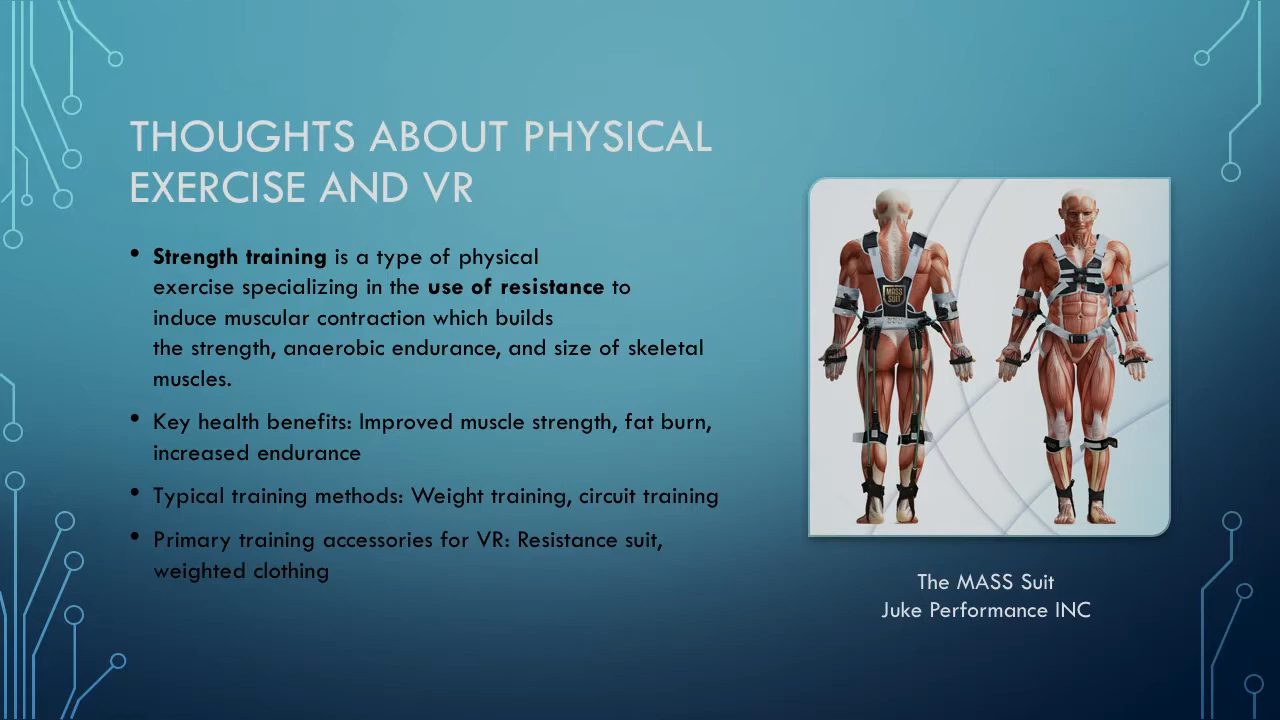 THOUGHTS ABOUT PHYSICAL
EXERCISE AND VR
• Strength training is a type of physical
exercise specializing in the use of resistance to
induce muscular contraction which builds
the strength, anaerobic endurance, and size of skeletal
muscles.
• Key health benefits: Improved muscle strength, fat burn,
increased endurance
• Typical training methods: Weight training, circuit training
• Primary training accessories for VR: Resistance suit,
weighted clothing
MASS
SUIT
The MASS Suit
Juke Performance INC